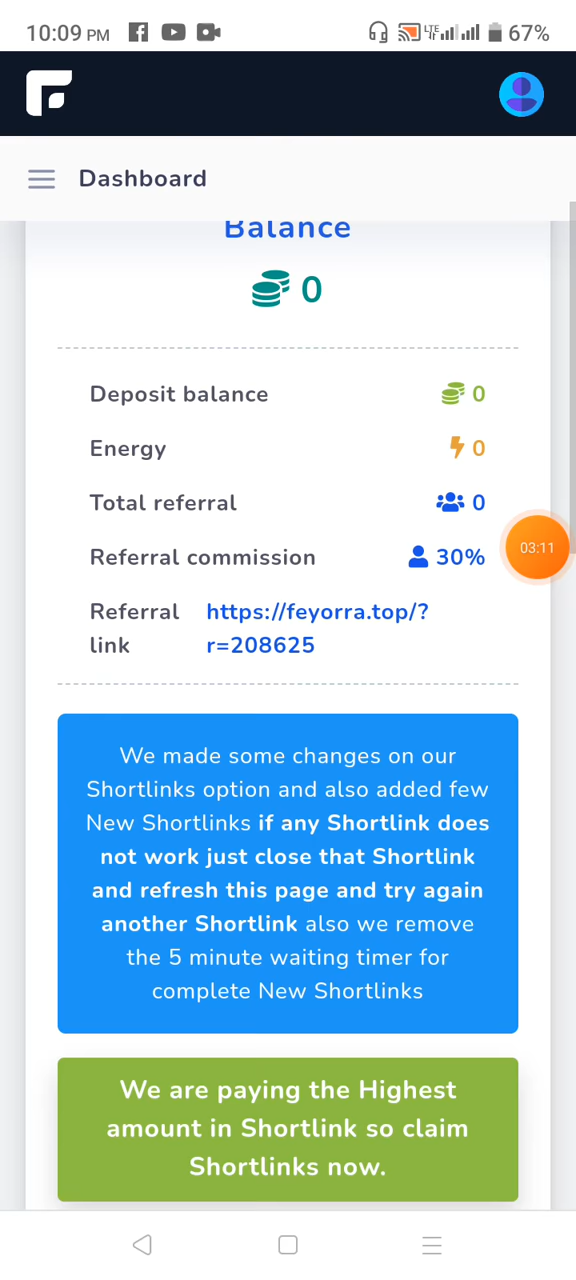 10:09 PM
LTE
67%
Dashboard
Balance
0
Deposit balance 0
Energy 0
Total referral 0
03:11
Referral commission 30%
Referral link https://feyorra.top/?
r=208625
We made some changes on our
Shortlinks option and also added few
New Shortlinks if any Shortlink does
not work just close that Shortlink
and refresh this page and try again
another Shortlink also we remove
the 5 minute waiting timer for
complete New Shortlinks
We are paying the Highest
amount in Shortlink so claim
Shortlinks now.